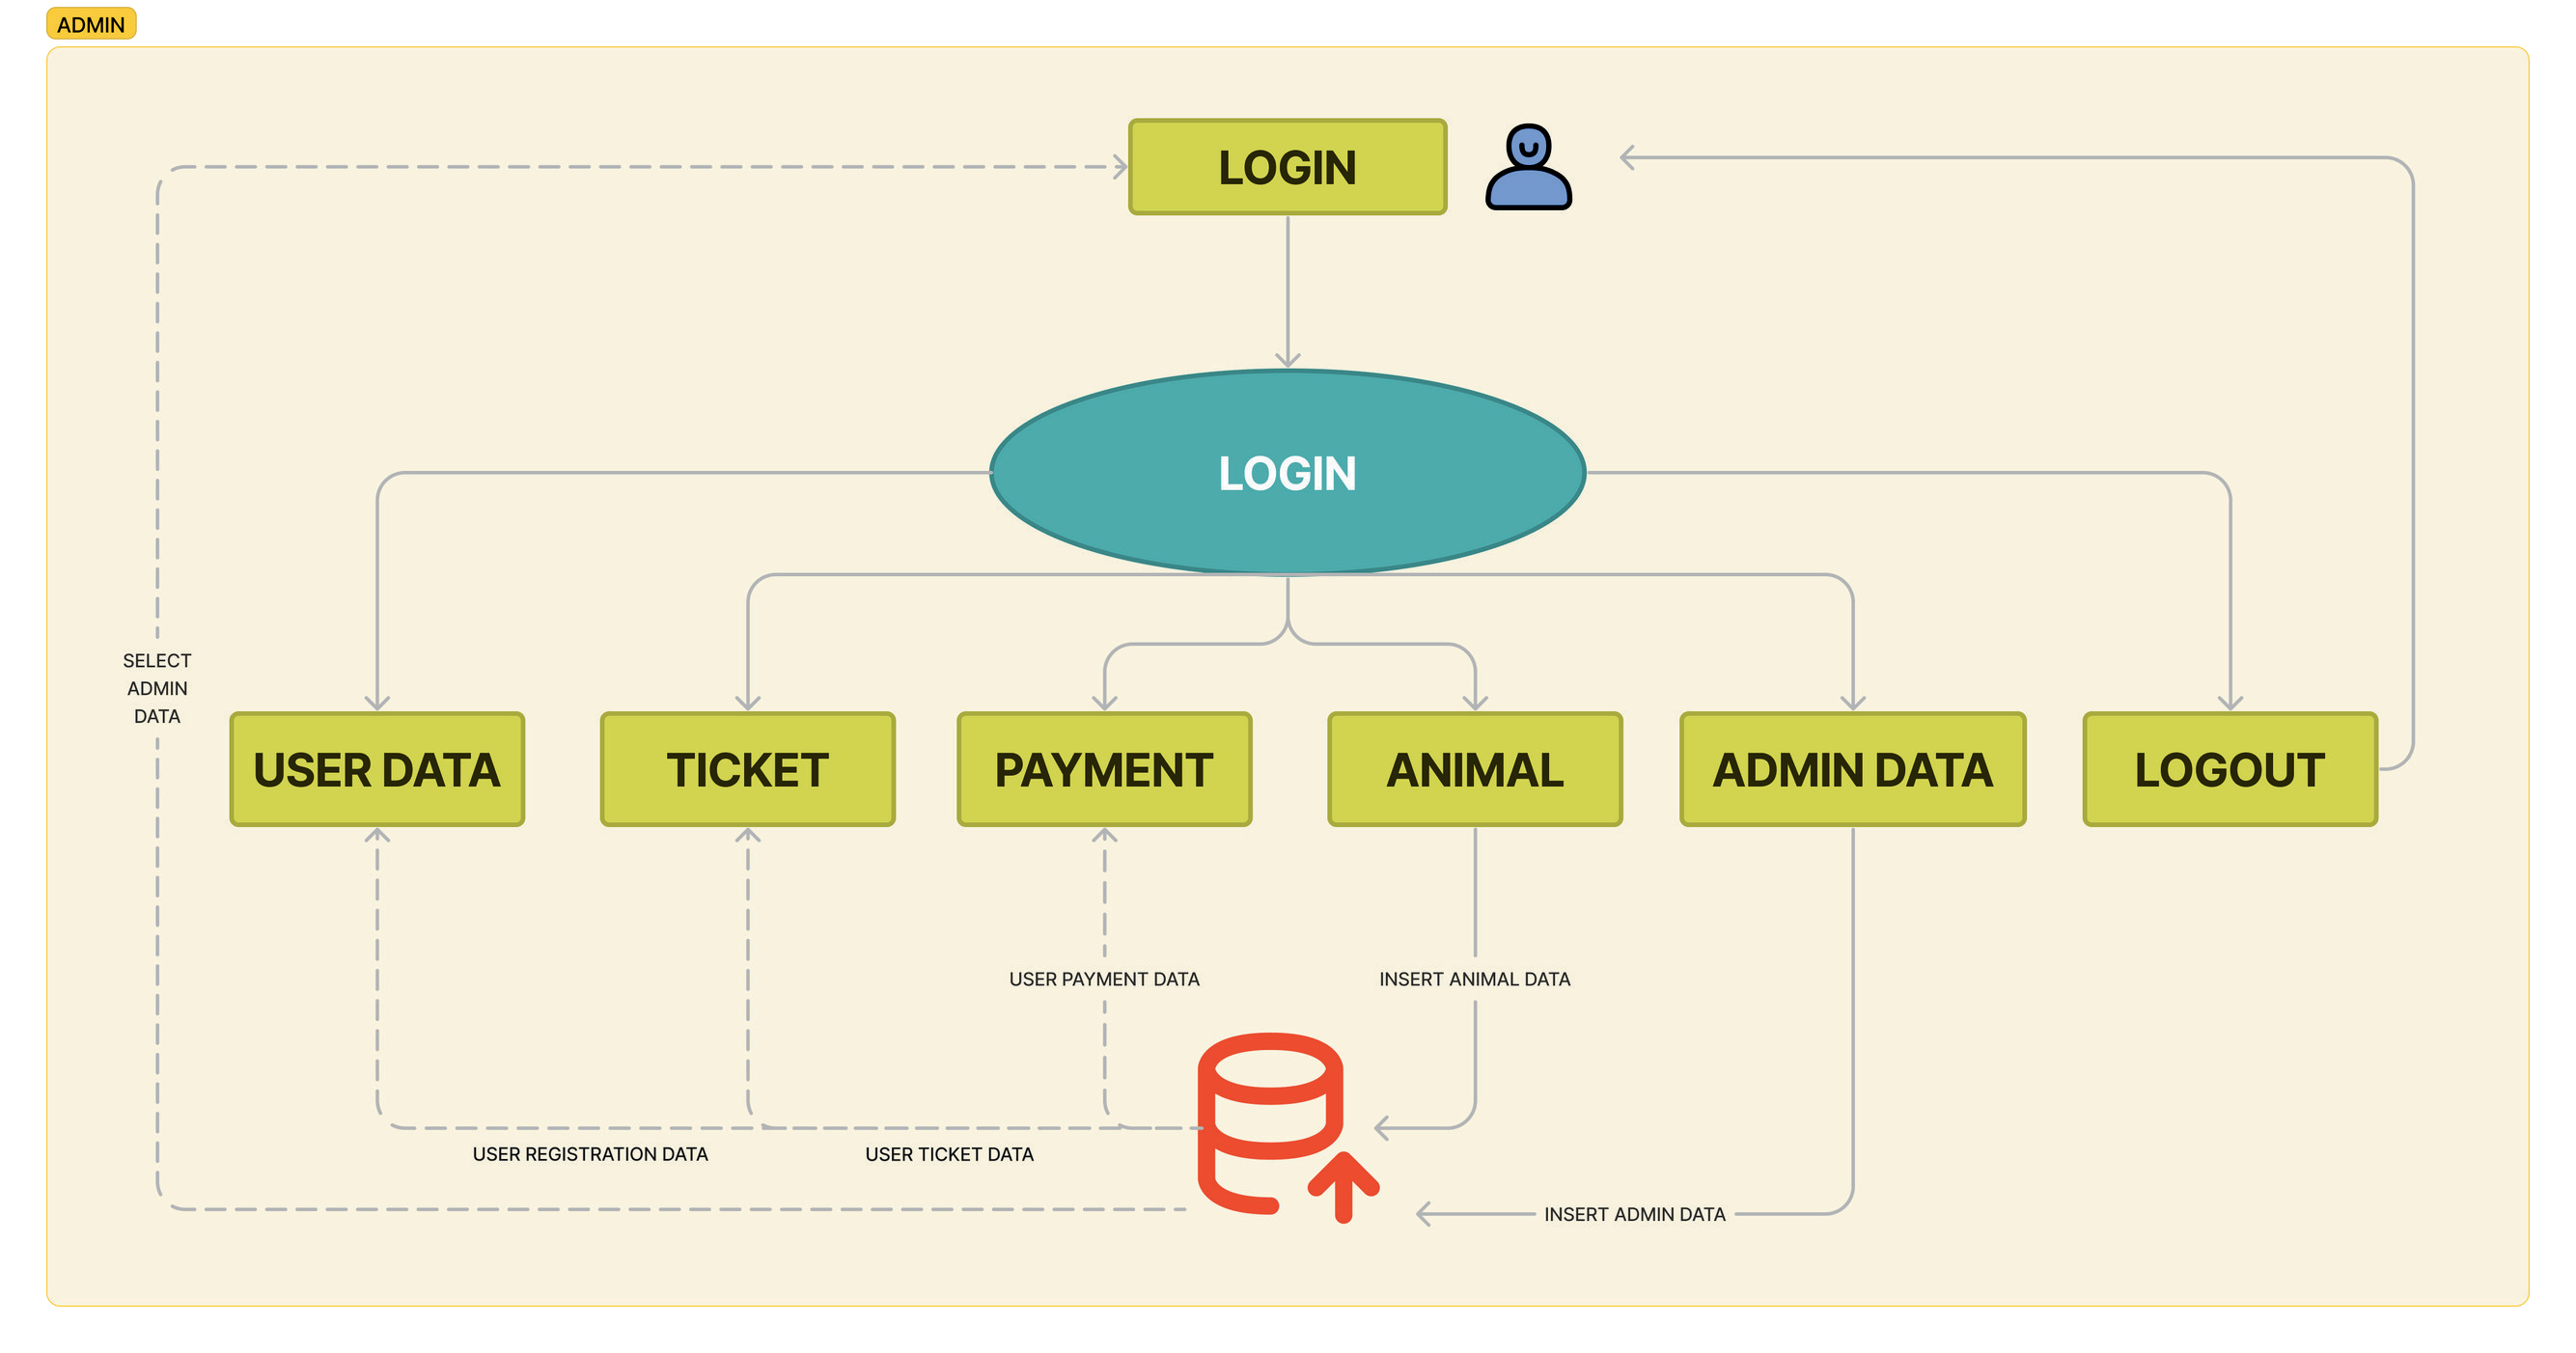 ADMIN
LOGIN
LOGIN
SELECT
ADMIN
DATA
USER DATA
TICKET
PAYMENT
ANIMAL
ADMIN DATA
LOGOUT
USER PAYMENT DATA
INSERT ANIMAL DATA
USER REGISTRATION DATA
USER TICKET DATA
INSERT ADMIN DATA